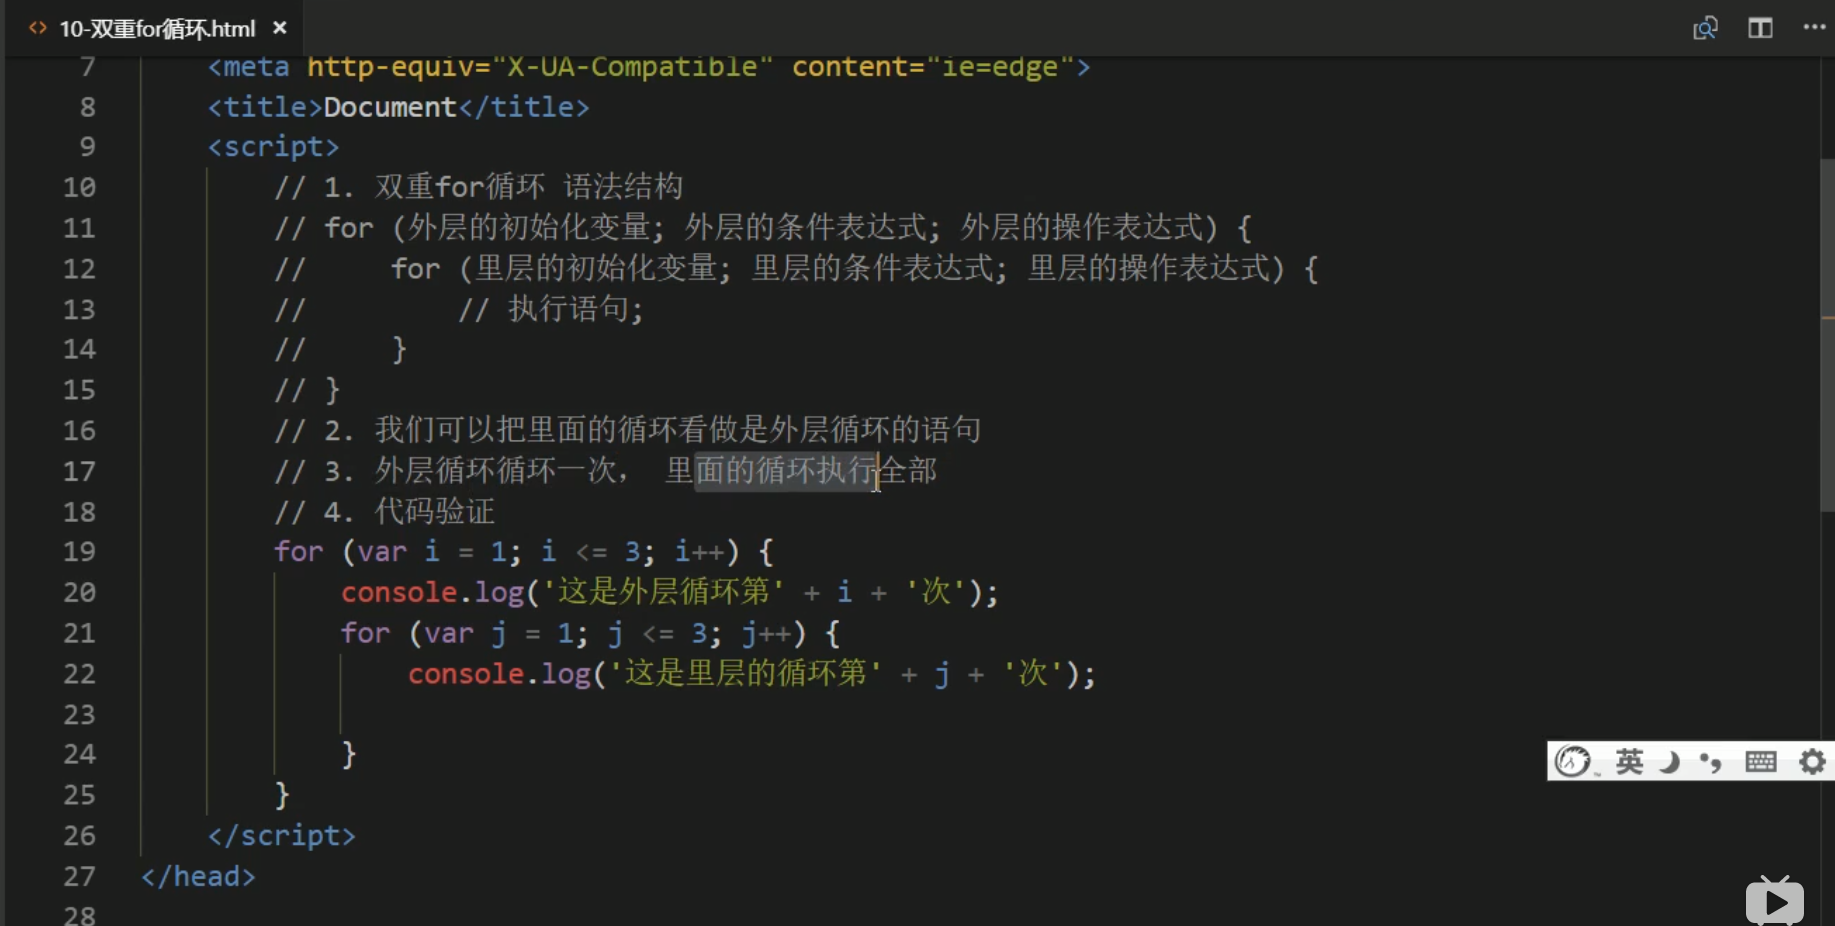 10-双重for循环.html ×
7 <meta http-equiv="X-UA-Compatible" content="ie=edge">
8 <title>Document</title>
9 <script>
10 // 1. 双重for循环 语法结构
11 // for (外层的初始化变量; 外层的条件表达式; 外层的操作表达式) {
12 //     for (里层的初始化变量; 里层的条件表达式; 里层的操作表达式) {
13 //         // 执行语句;
14 //     }
15 // }
16 // 2. 我们可以把里面的循环看做是外层循环的语句
17 // 3. 外层循环循环一次， 里面的循环执行全部
18 // 4. 代码验证
19 for (var i = 1; i <= 3; i++) {
20     console.log('这是外层循环第' + i + '次');
21     for (var j = 1; j <= 3; j++) {
22         console.log('这是里层的循环第' + j + '次');
23
24     }
25 }
26 </script>
27 </head>
28
英